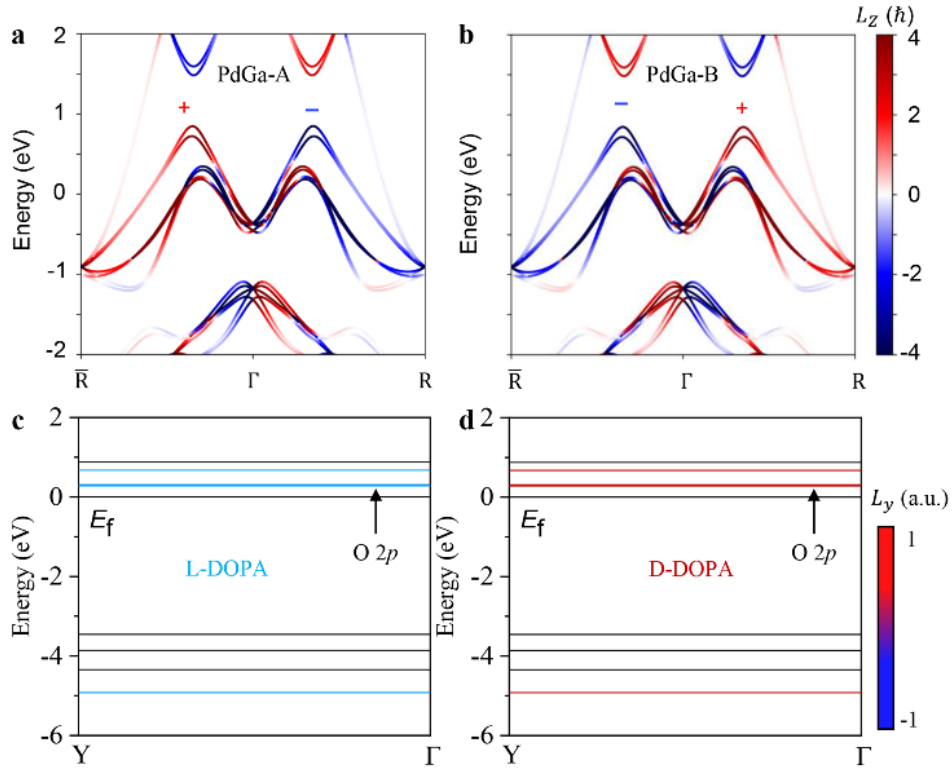 a
PdGa-A
+
−
Energy (eV)
2
1
0
-1
-2
R̅
Γ
R
b
PdGa-B
−
+
Energy (eV)
R̅
Γ
R
L_Z (ħ)
4
2
0
-2
-4
c
Energy (eV)
2
0
-2
-4
-6
E_f
O 2p
L-DOPA
Y
Γ
d
Energy (eV)
2
0
-2
-4
-6
E_f
O 2p
D-DOPA
Y
Γ
L_y (a.u.)
1
-1